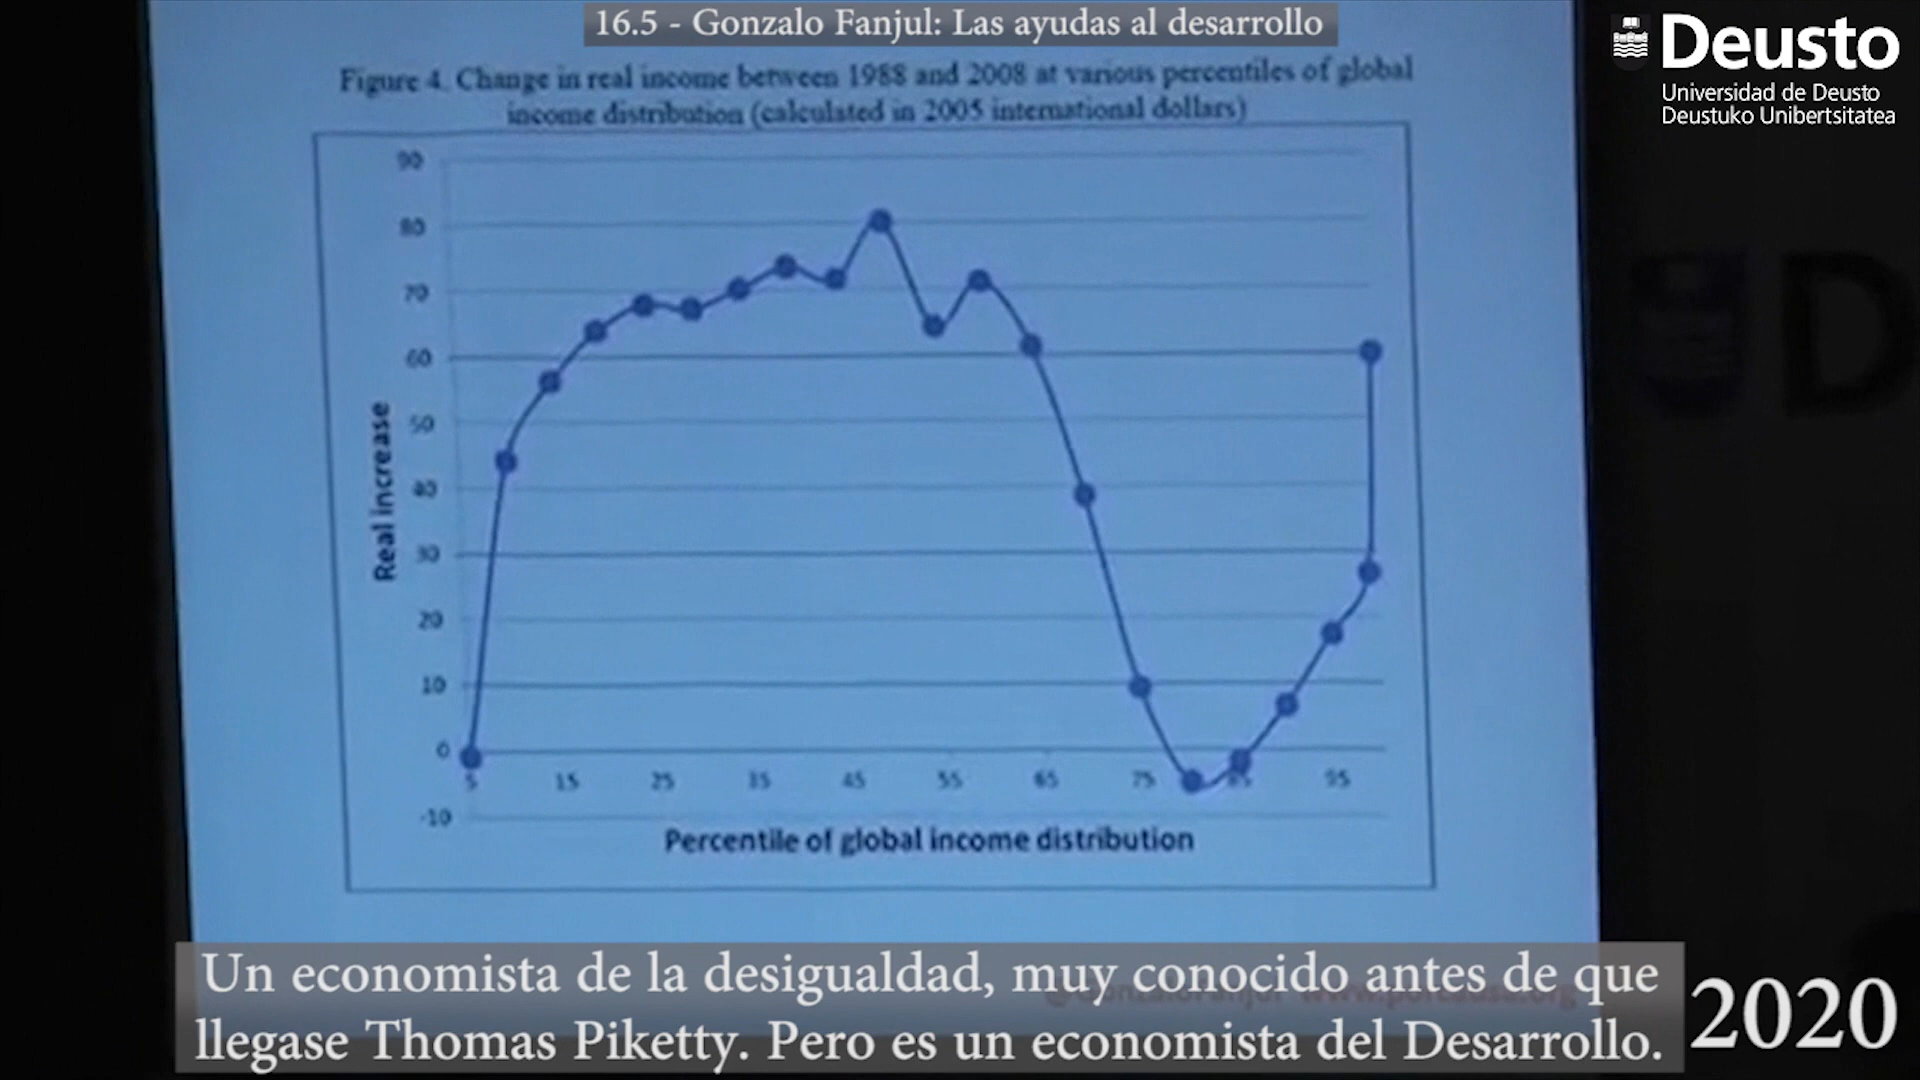 16.5 - Gonzalo Fanjul: Las ayudas al desarrollo
Deusto
Universidad de Deusto
Deustuko Unibertsitatea
Figure 4. Change in real income between 1988 and 2008 at various percentiles of global
income distribution (calculated in 2005 international dollars)
90
80
70
60
50
40
30
20
10
0
-10
Real increase
5 15 25 35 45 55 65 75 85 95
Percentile of global income distribution
D
Un economista de la desigualdad, muy conocido antes de que
llegase Thomas Piketty. Pero es un economista del Desarrollo.
2020